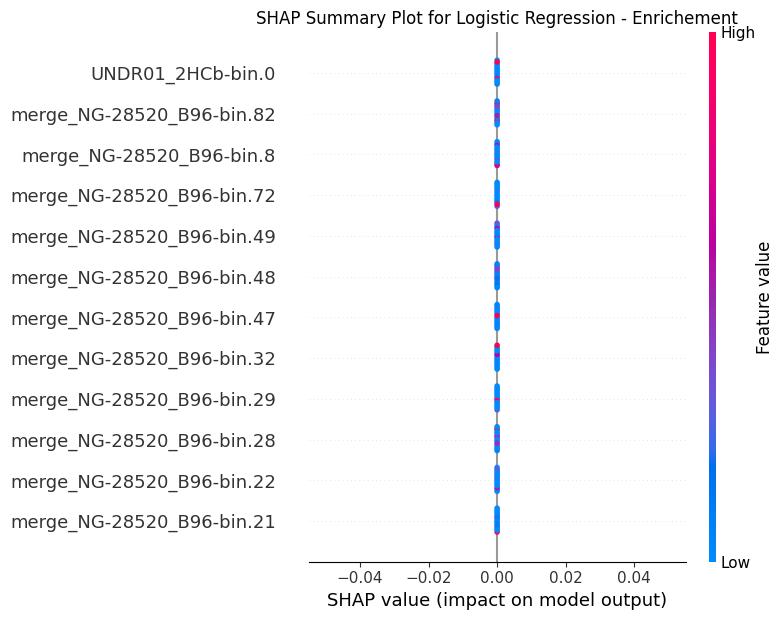 SHAP Summary Plot for Logistic Regression - Enrichement
High
UNDR01_2HCb-bin.0
merge_NG-28520_B96-bin.82
merge_NG-28520_B96-bin.8
merge_NG-28520_B96-bin.72
merge_NG-28520_B96-bin.49
merge_NG-28520_B96-bin.48
merge_NG-28520_B96-bin.47
merge_NG-28520_B96-bin.32
merge_NG-28520_B96-bin.29
merge_NG-28520_B96-bin.28
merge_NG-28520_B96-bin.22
merge_NG-28520_B96-bin.21
Feature value
Low
−0.04 −0.02 0.00 0.02 0.04
SHAP value (impact on model output)